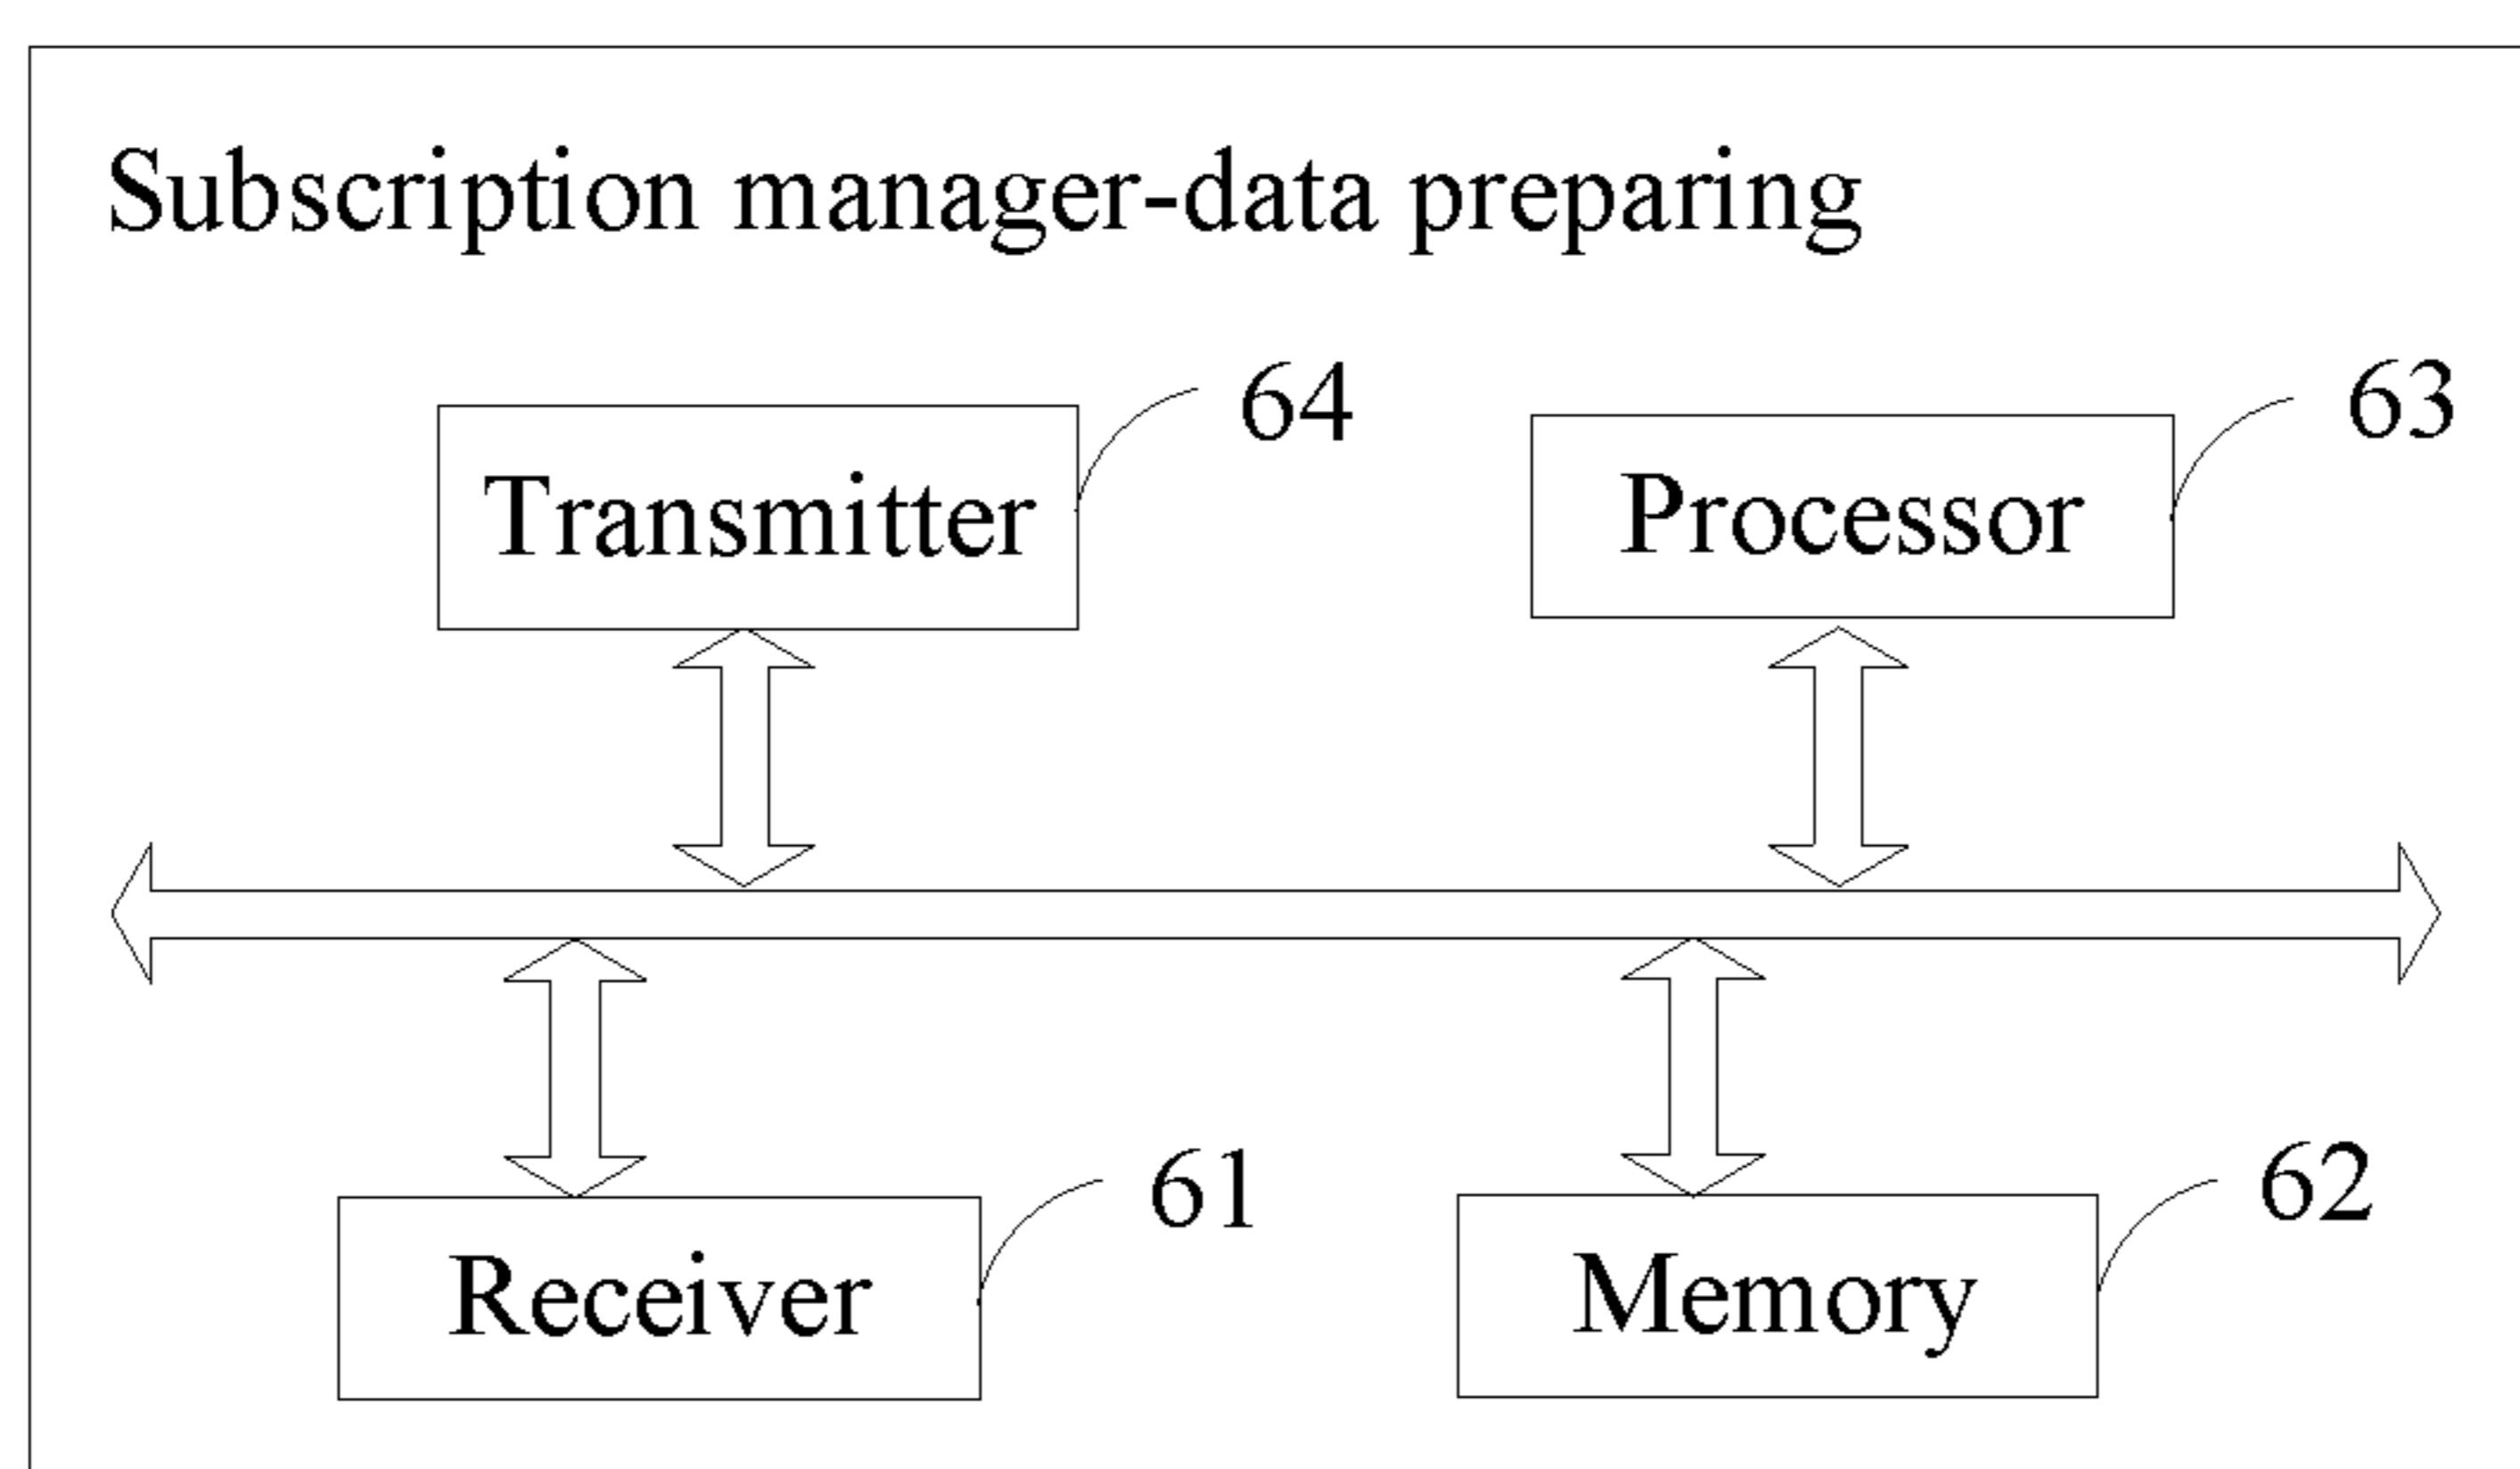 Subscription manager-data preparing
64
63
Transmitter
Processor
61
62
Receiver
Memory